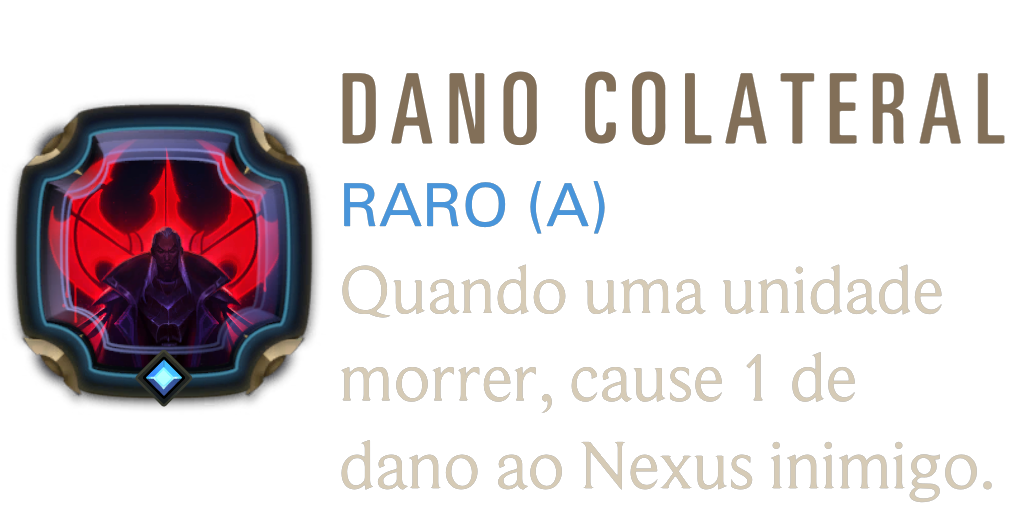 DANO COLATERAL
RARO (A)
Quando uma unidade
morrer, cause 1 de
dano ao Nexus inimigo.